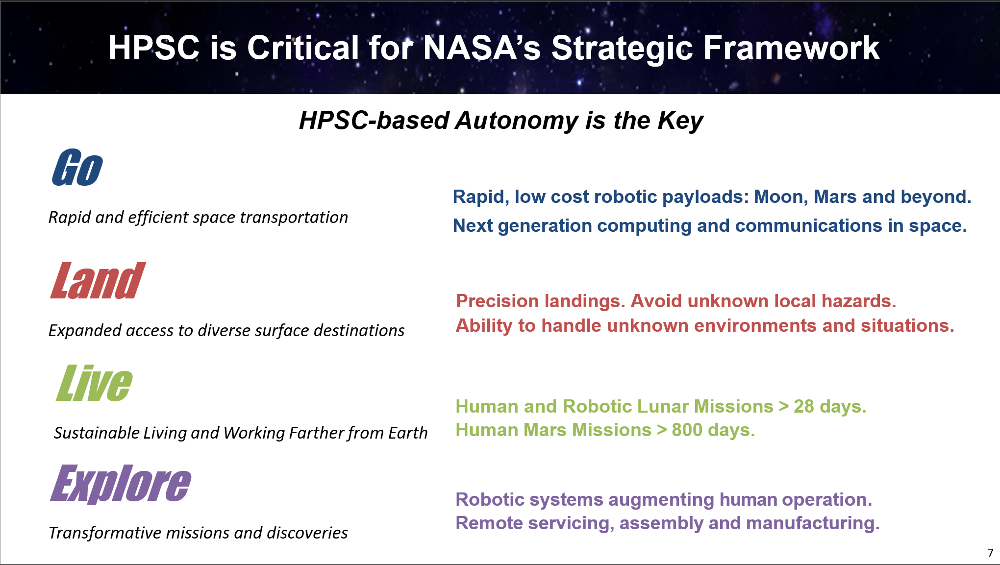 HPSC is Critical for NASA’s Strategic Framework
HPSC-based Autonomy is the Key
Go
Rapid and efficient space transportation
Rapid, low cost robotic payloads: Moon, Mars and beyond.
Next generation computing and communications in space.
Land
Expanded access to diverse surface destinations
Precision landings. Avoid unknown local hazards.
Ability to handle unknown environments and situations.
Live
Sustainable Living and Working Farther from Earth
Human and Robotic Lunar Missions > 28 days.
Human Mars Missions > 800 days.
Explore
Transformative missions and discoveries
Robotic systems augmenting human operation.
Remote servicing, assembly and manufacturing.
7